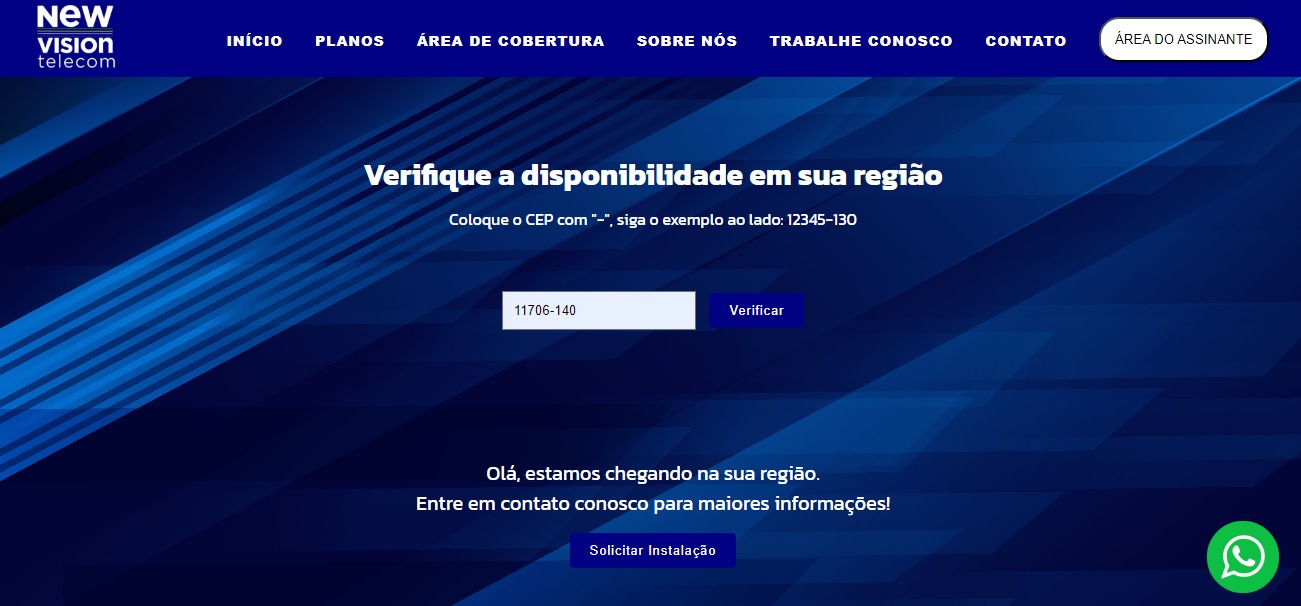 New
vision
telecom
INÍCIO PLANOS ÁREA DE COBERTURA SOBRE NÓS TRABALHE CONOSCO CONTATO ÁREA DO ASSINANTE
Verifique a disponibilidade em sua região
Coloque o CEP com "-", siga o exemplo ao lado: 12345-130
11706-140 Verificar
Olá, estamos chegando na sua região.
Entre em contato conosco para maiores informações!
Solicitar Instalação